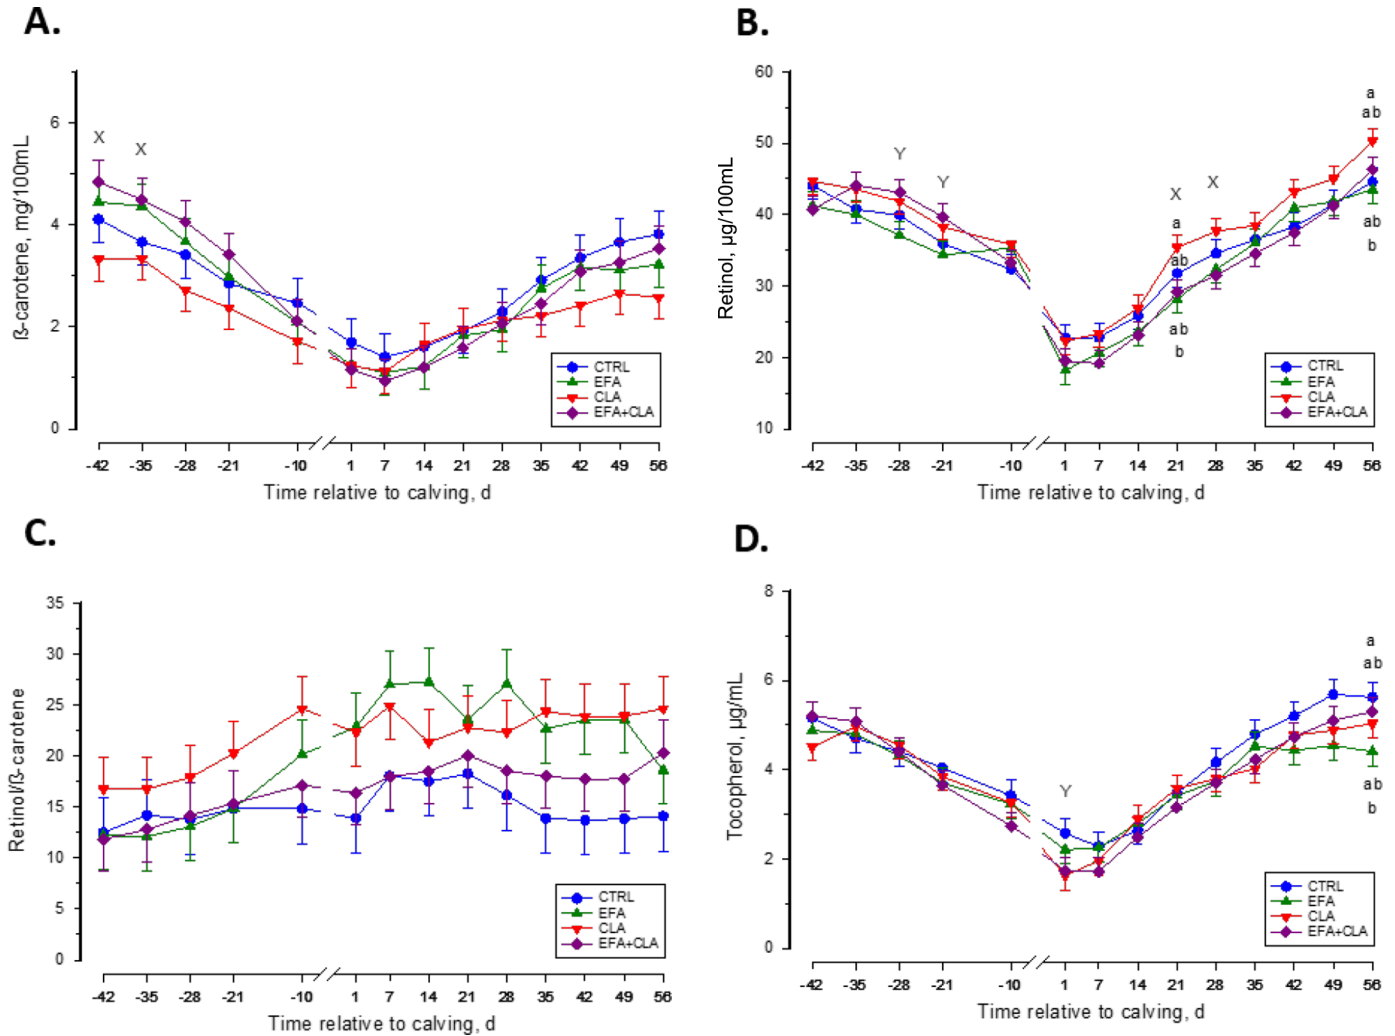 A.
ß-carotene, mg/100mL
6
4
2
0
X
X
CTRL
EFA
CLA
EFA+CLA
-42 -35 -28 -21 -10 1 7 14 21 28 35 42 49 56
Time relative to calving, d
B.
Retinol, µg/100mL
60
50
40
30
20
10
Y
Y
X
X
a
ab
ab
b
a
ab
ab
b
CTRL
EFA
CLA
EFA+CLA
-42 -35 -28 -21 -10 1 7 14 21 28 35 42 49 56
Time relative to calving, d
C.
Retinol/ß-carotene
35
30
25
20
15
10
5
0
CTRL
EFA
CLA
EFA+CLA
-42 -35 -28 -21 -10 1 7 14 21 28 35 42 49 56
Time relative to calving, d
D.
Tocopherol, µg/mL
8
6
4
2
0
Y
a
ab
ab
b
CTRL
EFA
CLA
EFA+CLA
-42 -35 -28 -21 -10 1 7 14 21 28 35 42 49 56
Time relative to calving, d